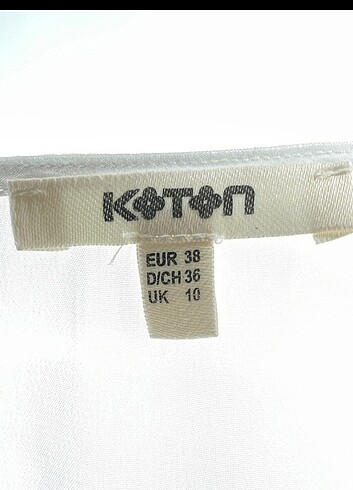 KOTON
EUR 38
D/CH 36
UK 10